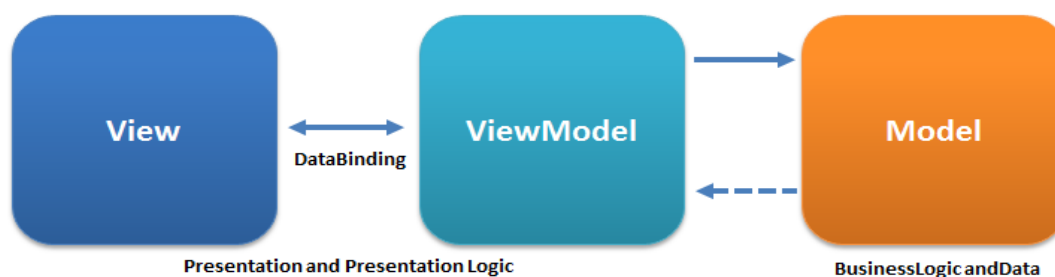 View
ViewModel
Model
DataBinding
Presentation and Presentation Logic
BusinessLogic andData